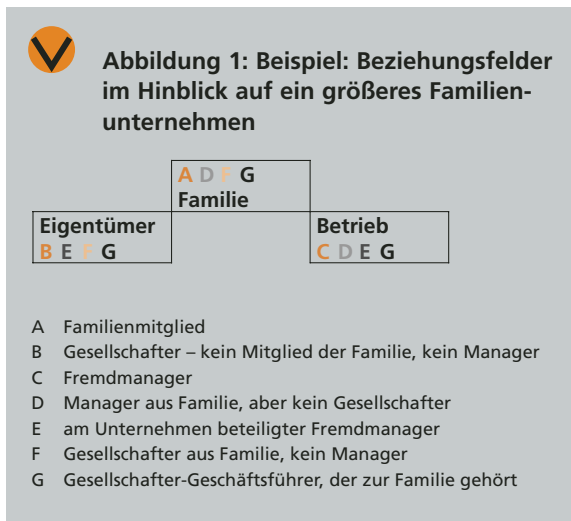 Abbildung 1: Beispiel: Beziehungsfelder
im Hinblick auf ein größeres Familien-
unternehmen
A D F G
Familie
Eigentümer
B E F G
Betrieb
C D E G
A Familienmitglied
B Gesellschafter – kein Mitglied der Familie, kein Manager
C Fremdmanager
D Manager aus Familie, aber kein Gesellschafter
E am Unternehmen beteiligter Fremdmanager
F Gesellschafter aus Familie, kein Manager
G Gesellschafter-Geschäftsführer, der zur Familie gehört